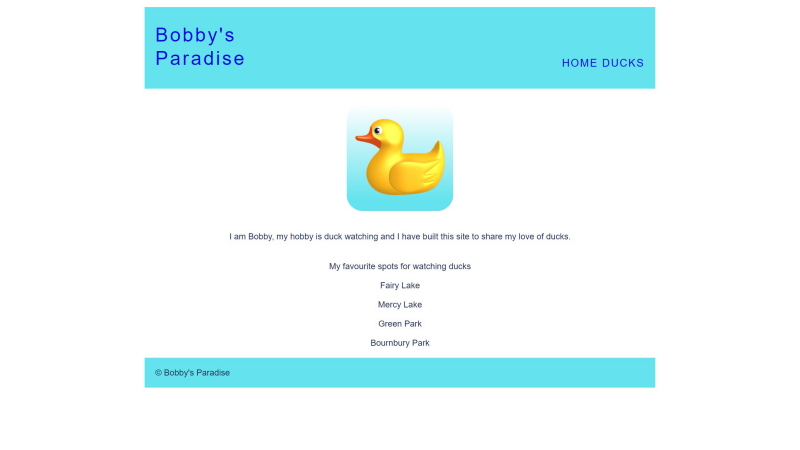 Bobby's
Paradise
HOME DUCKS
I am Bobby, my hobby is duck watching and I have built this site to share my love of ducks.
My favourite spots for watching ducks
Fairy Lake
Mercy Lake
Green Park
Bournbury Park
© Bobby's Paradise